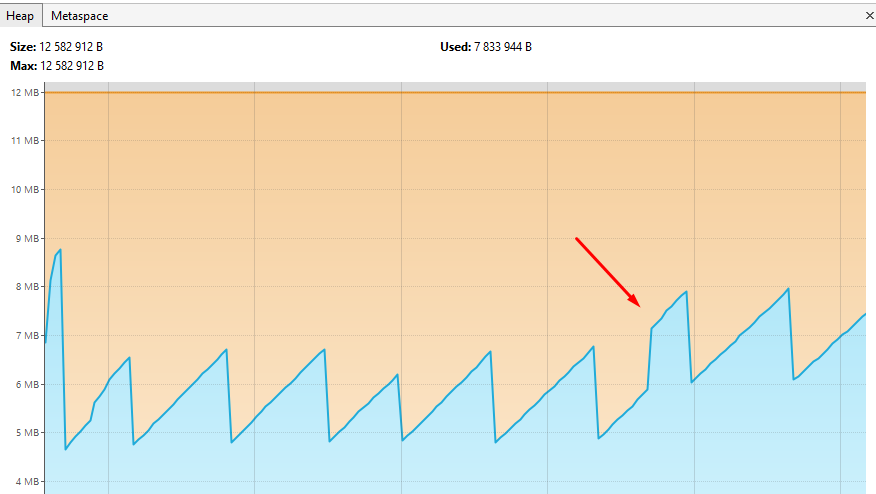 Heap Metaspace ×
Size: 12 582 912 B Used: 7 833 944 B
Max: 12 582 912 B
12 MB
11 MB
10 MB
9 MB
8 MB
7 MB
6 MB
5 MB
4 MB